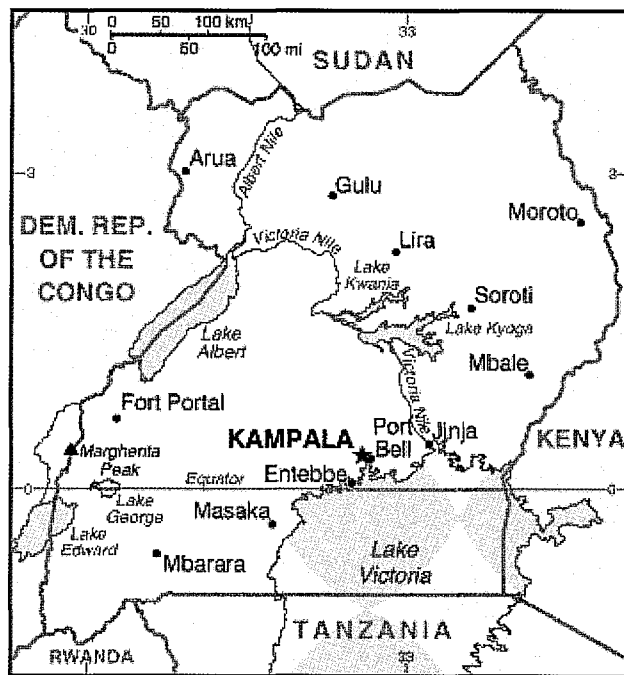 30
0 50 100 km
0 50 100 mi
33
SUDAN
3
3
Arua
Albert Nile
Gulu
Moroto
DEM. REP.
OF THE
CONGO
Victoria Nile
Lira
Lake
Kwania
Soroti
Lake Kyoga
Lake
Albert
Mbale
Victoria Nile
Fort Portal
KAMPALA
Port
Bell
Jinja
KENYA
Margherita
Peak
Entebbe
Equator
0
0
Lake
George
Masaka
Lake
Edward
Lake
Victoria
Mbarara
TANZANIA
RWANDA
30
33